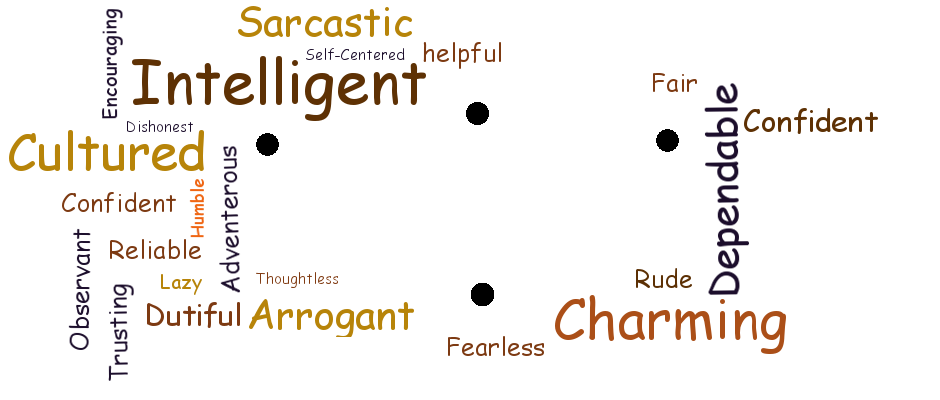 Encouraging
Sarcastic
Self-Centered
helpful
Intelligent
Fair
Dependable
Confident
Dishonest
Cultured
Adventerous
Humble
Confident
Observant
Reliable
Lazy
Thoughtless
Rude
Trusting
Dutiful
Arrogant
Charming
Fearless